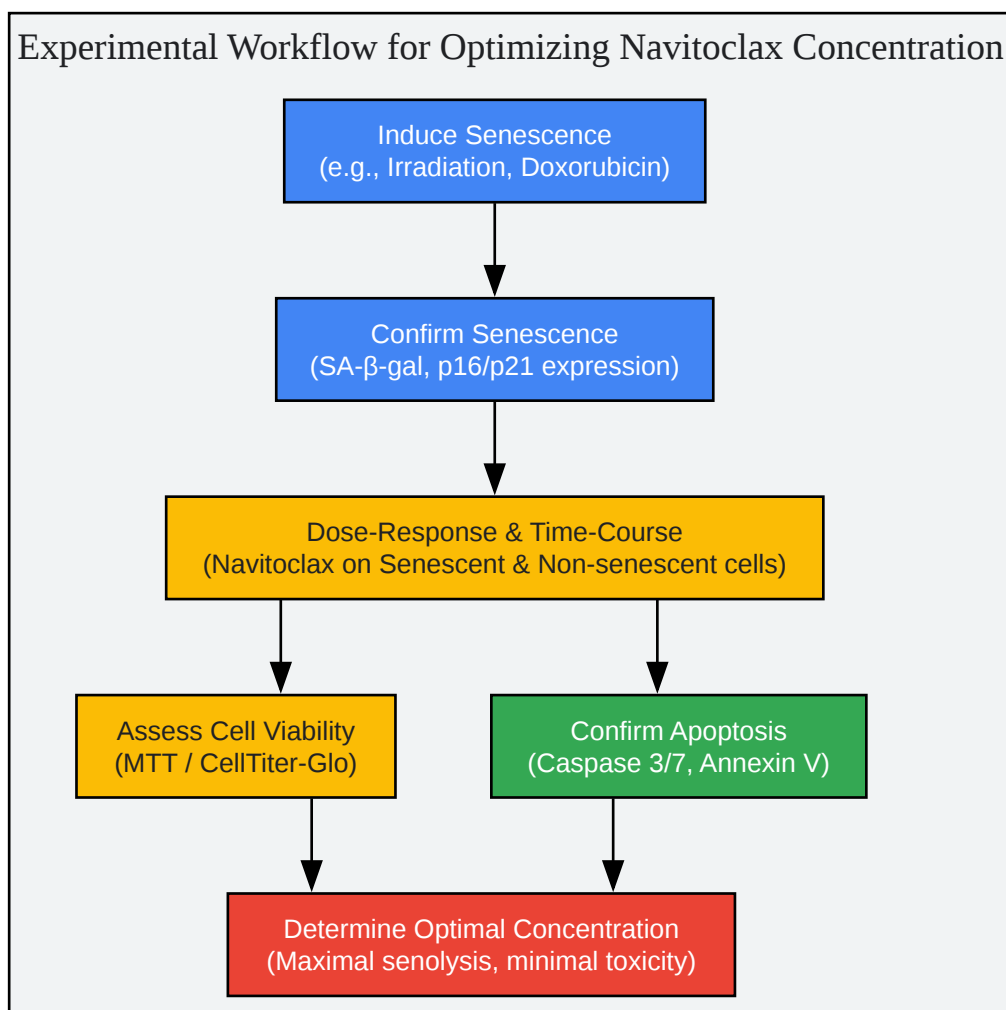 Experimental Workflow for Optimizing Navitoclax Concentration
Induce Senescence
(e.g., Irradiation, Doxorubicin)
Confirm Senescence
(SA-β-gal, p16/p21 expression)
Dose-Response & Time-Course
(Navitoclax on Senescent & Non-senescent cells)
Assess Cell Viability
(MTT / CellTiter-Glo)
Confirm Apoptosis
(Caspase 3/7, Annexin V)
Determine Optimal Concentration
(Maximal senolysis, minimal toxicity)